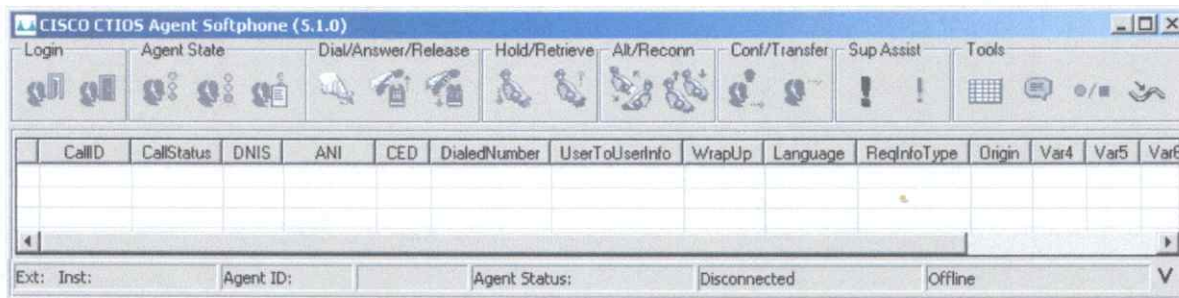 CISCO CTIOS Agent Softphone (5.1.0)
Login Agent State Dial/Answer/Release Hold/Retrieve Alt/Reconn Conf/Transfer Sup Assist Tools
CallID CallStatus DNIS ANI CED DialedNumber UserToUserInfo WrapUp Language ReqInfoType Origin Var4 Var5 Var6
Ext: Inst: Agent ID: Agent Status: Disconnected Offline V